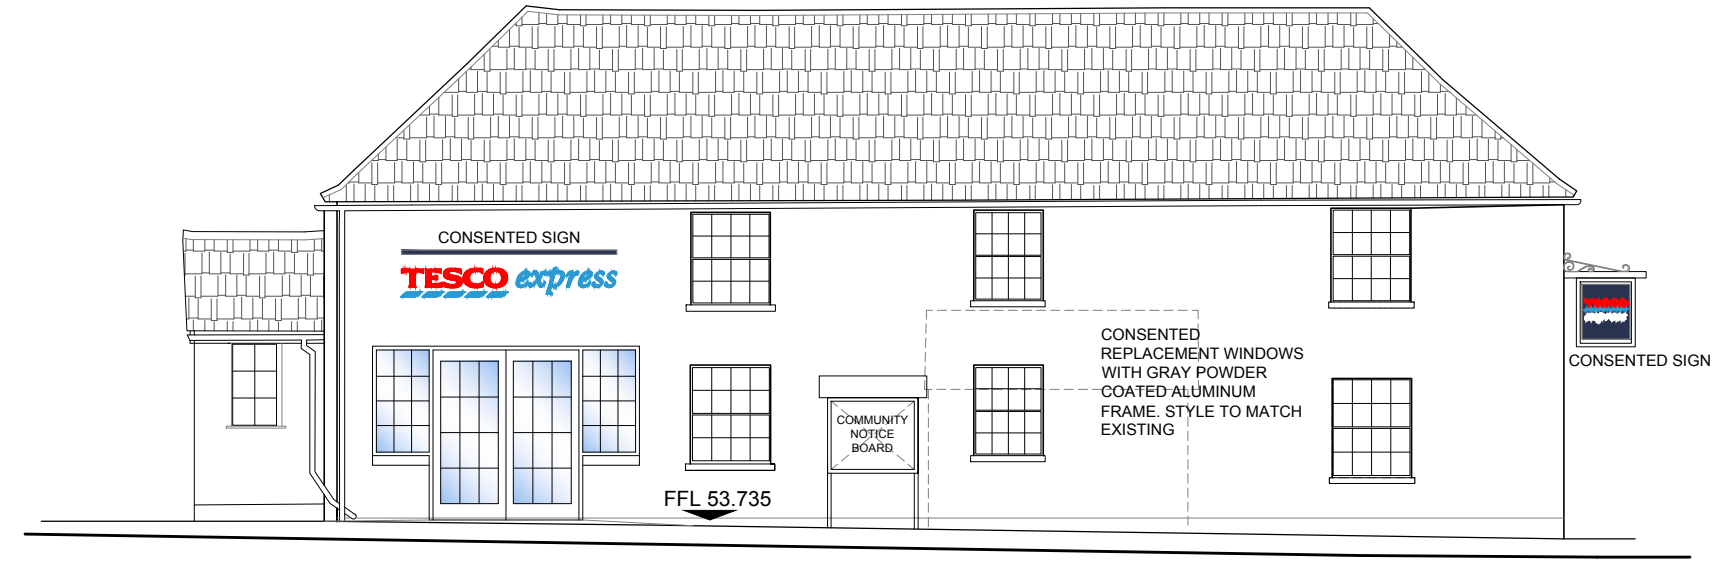 CONSENTED SIGN
TESCO express
CONSENTED
REPLACEMENT WINDOWS
WITH GRAY POWDER
COATED ALUMINUM
FRAME. STYLE TO MATCH
EXISTING
CONSENTED SIGN
COMMUNITY
NOTICE
BOARD
FFL 53.735